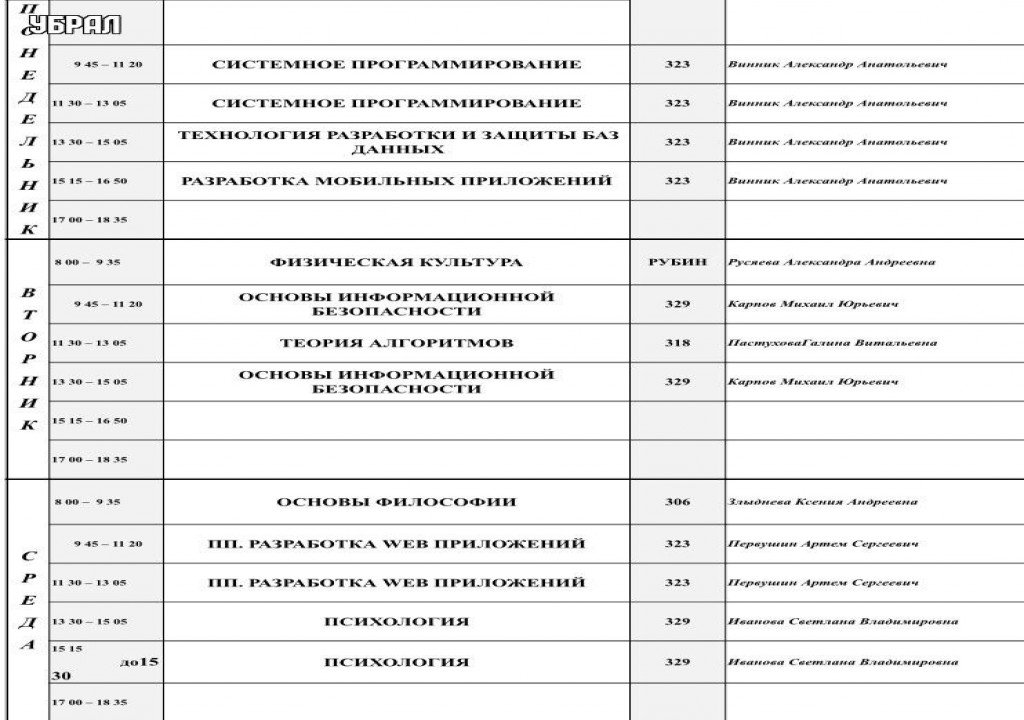 УБРАЛ
ПОНЕДЕЛЬНИК
9 45 – 11 20 СИСТЕМНОЕ ПРОГРАММИРОВАНИЕ 323 Винник Александр Анатольевич
11 30 – 13 05 СИСТЕМНОЕ ПРОГРАММИРОВАНИЕ 323 Винник Александр Анатольевич
13 30 – 15 05 ТЕХНОЛОГИЯ РАЗРАБОТКИ И ЗАЩИТЫ БАЗ
ДАННЫХ 323 Винник Александр Анатольевич
15 15 – 16 50 РАЗРАБОТКА МОБИЛЬНЫХ ПРИЛОЖЕНИЙ 323 Винник Александр Анатольевич
17 00 – 18 35
ВТОРНИК
8 00 – 9 35 ФИЗИЧЕСКАЯ КУЛЬТУРА РУБИН Русяева Александра Андреевна
9 45 – 11 20 ОСНОВЫ ИНФОРМАЦИОННОЙ
БЕЗОПАСНОСТИ 329 Карпов Михаил Юрьевич
11 30 – 13 05 ТЕОРИЯ АЛГОРИТМОВ 318 ПастуховаГалина Витальевна
13 30 – 15 05 ОСНОВЫ ИНФОРМАЦИОННОЙ
БЕЗОПАСНОСТИ 329 Карпов Михаил Юрьевич
15 15 – 16 50
17 00 – 18 35
СРЕДА
8 00 – 9 35 ОСНОВЫ ФИЛОСОФИИ 306 Злыднева Ксения Андреевна
9 45 – 11 20 ПП. РАЗРАБОТКА WEB ПРИЛОЖЕНИЙ 323 Первушин Артем Сергеевич
11 30 – 13 05 ПП. РАЗРАБОТКА WEB ПРИЛОЖЕНИЙ 323 Первушин Артем Сергеевич
13 30 – 15 05 ПСИХОЛОГИЯ 329 Иванова Светлана Владимировна
15 15
до15
30 ПСИХОЛОГИЯ 329 Иванова Светлана Владимировна
17 00 – 18 35